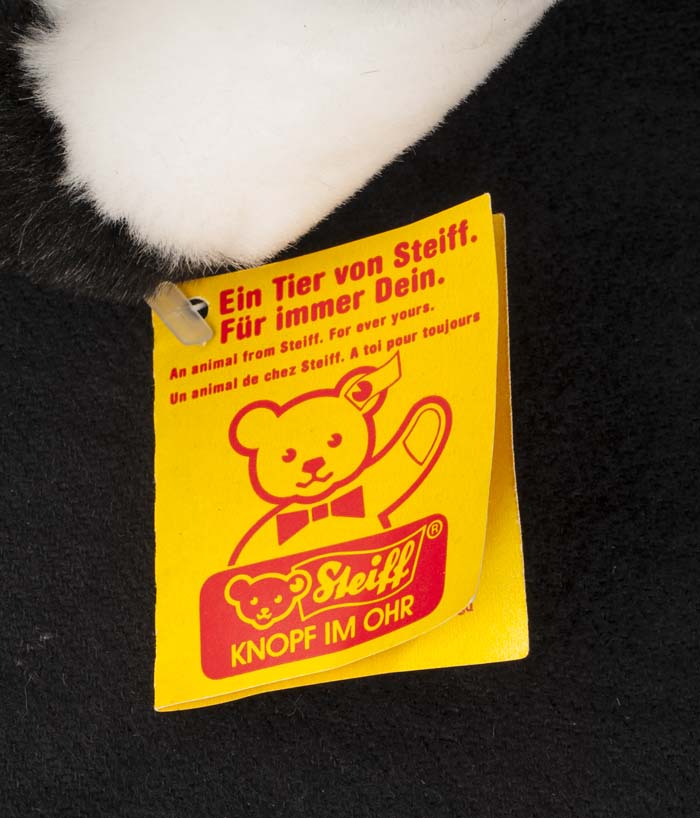 Ein Tier von Steiff.
Für immer Dein.
An animal from Steiff. For ever yours.
Un animal de chez Steiff. A toi pour toujours
Steiff®
KNOPF IM OHR